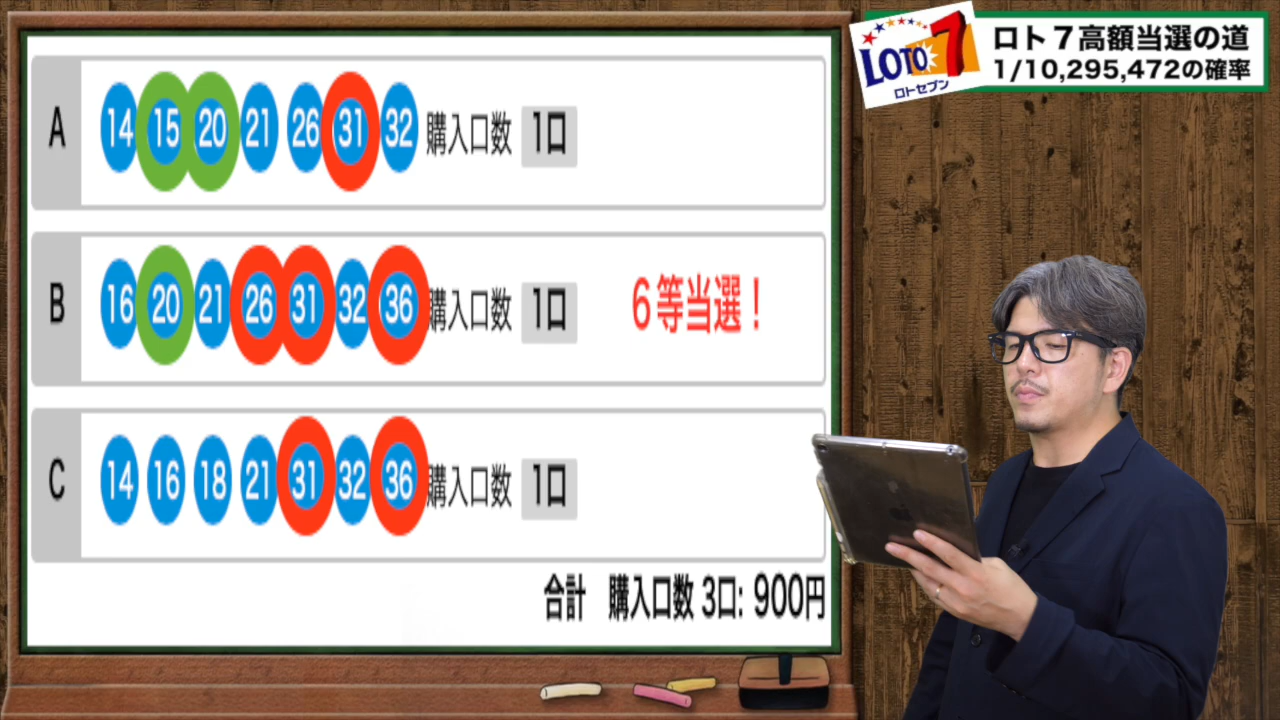 LOTO 7
ロトセブン
ロト7高額当選の道
1/10,295,472の確率
A 14 15 20 21 26 31 32 購入口数 1口
B 16 20 21 26 31 32 36 購入口数 1口 6等当選！
C 14 16 18 21 31 32 36 購入口数 1口
合計 購入口数 3口: 900円